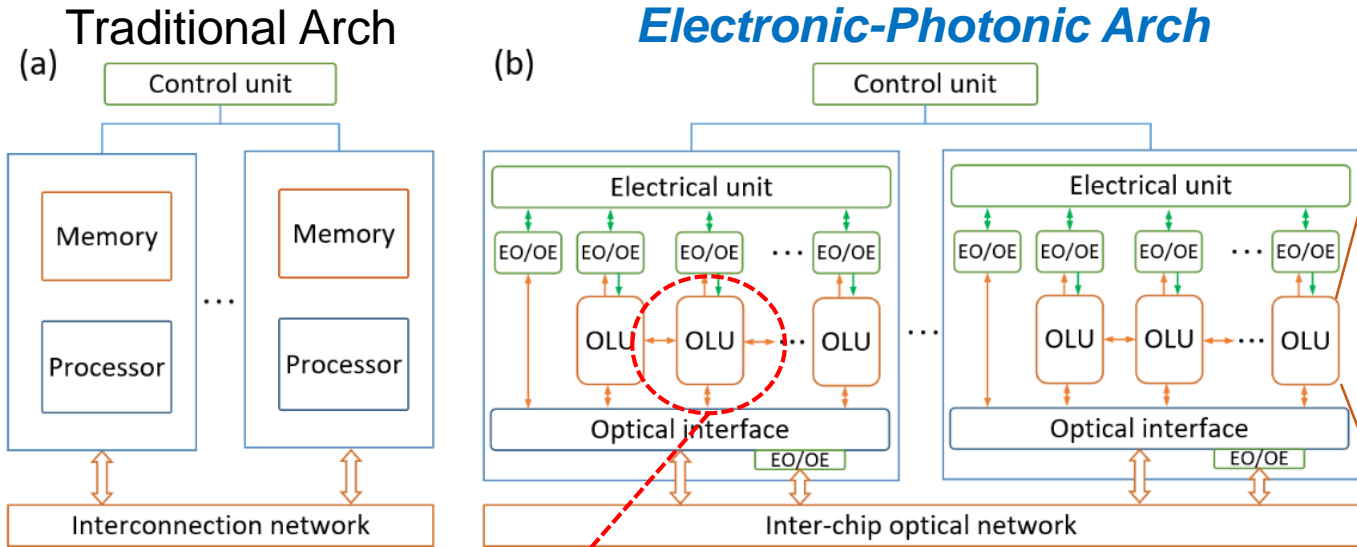 Traditional Arch
Electronic-Photonic Arch
(a)
Control unit
Memory
Memory
...
Processor
Processor
Interconnection network
(b)
Control unit
Electrical unit
EO/OE
EO/OE
EO/OE
...
EO/OE
OLU
OLU
...
OLU
Optical interface
EO/OE
...
Electrical unit
EO/OE
EO/OE
EO/OE
...
EO/OE
OLU
OLU
...
OLU
Optical interface
EO/OE
Inter-chip optical network